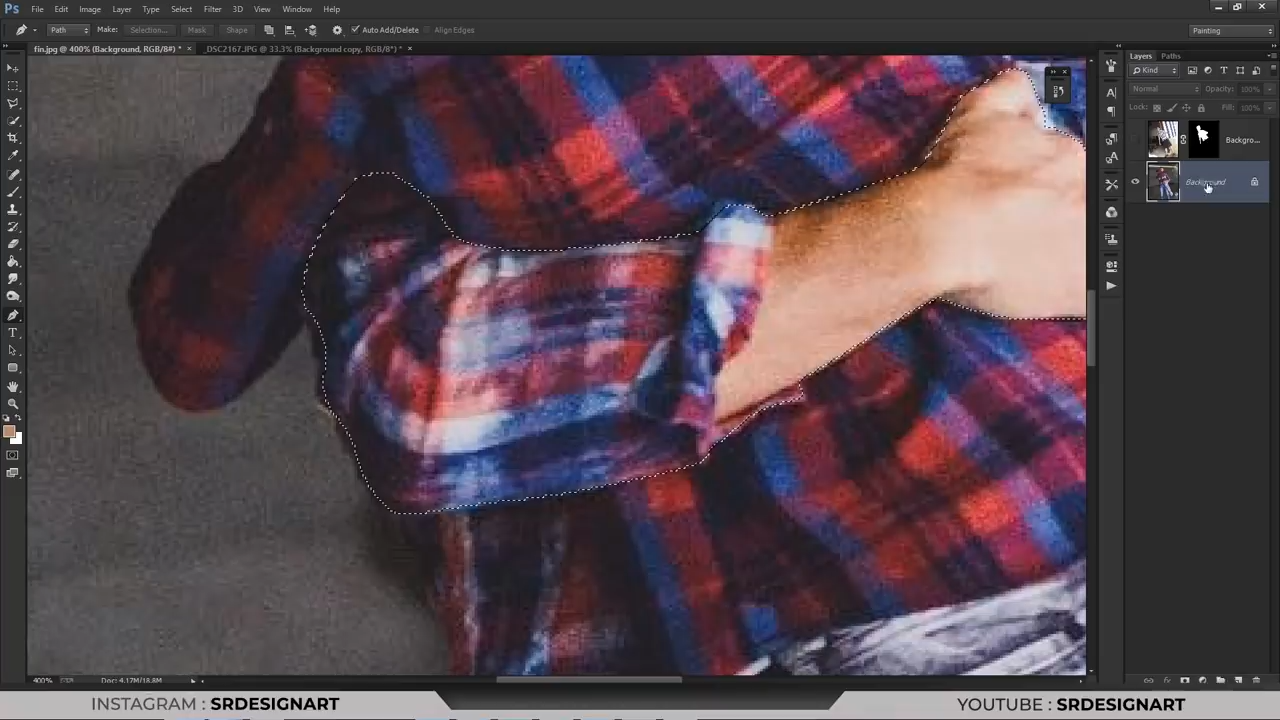 Ps File Edit Image Layer Type Select Filter 3D View Window Help
Path Make: Selection... Mask Shape Auto Add/Delete Align Edges Painting
fin.jpg @ 400% (Background, RGB/8#) * × _DSC2167.JPG @ 33.3% (Background copy, RGB/8*) * ×
Layers Paths
Kind
Normal Opacity: 100%
Lock: Fill: 100%
Backgro...
Background
400% Doc: 4.17M/18.8M
INSTAGRAM : SRDESIGNART YOUTUBE : SRDESIGNART